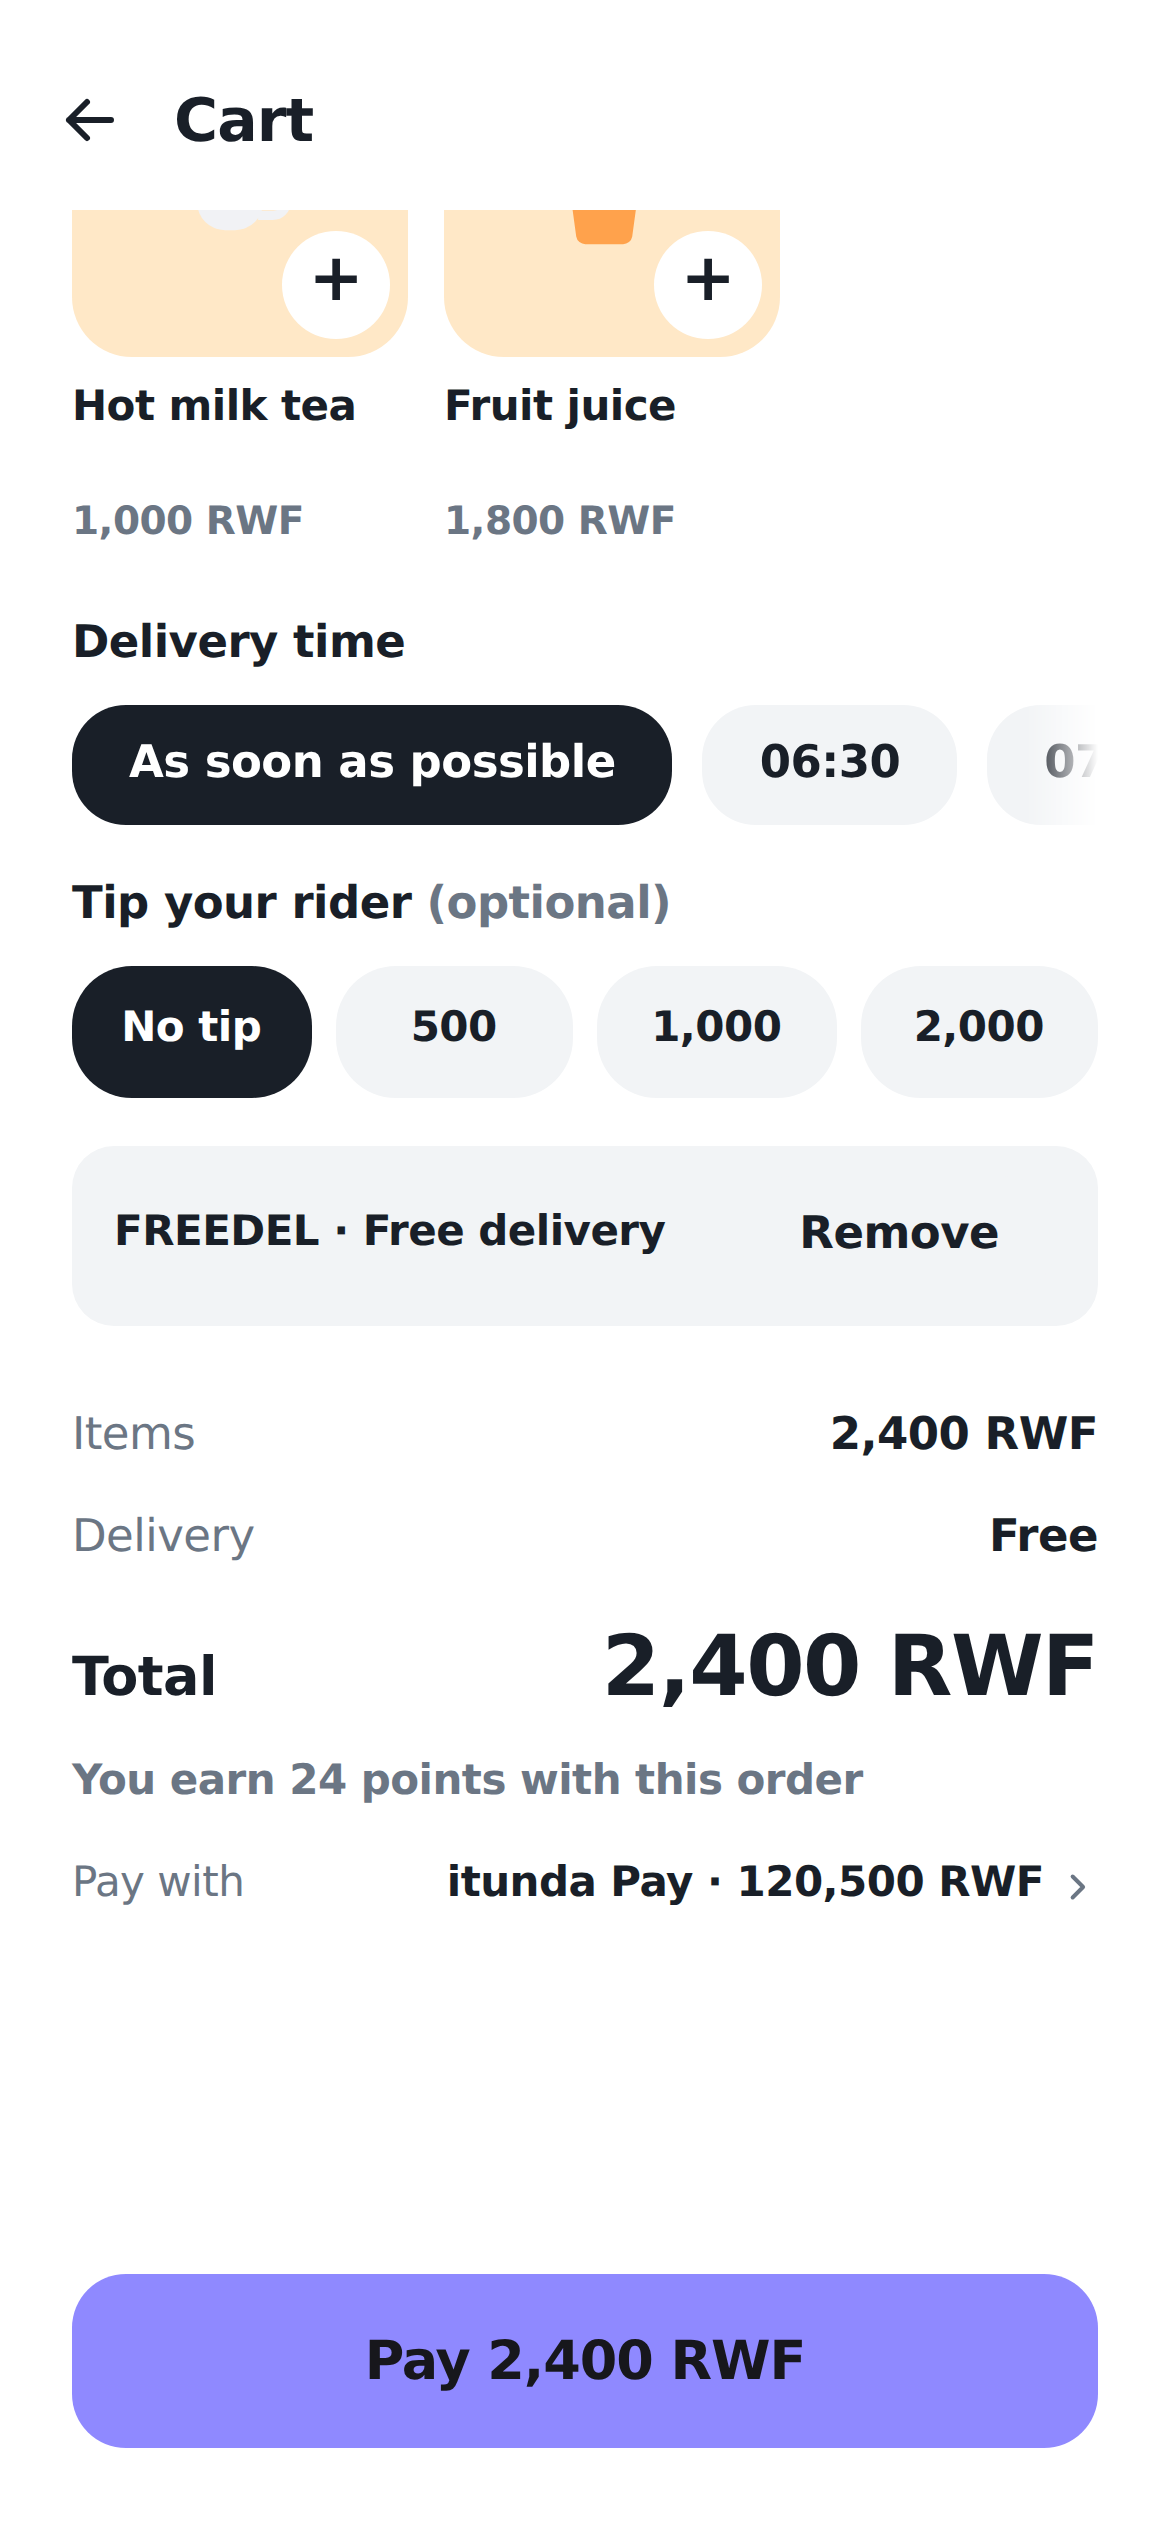 Cart
+ +
Hot milk tea Fruit juice
1,000 RWF 1,800 RWF
Delivery time
As soon as possible 06:30
Tip your rider (optional)
No tip 500 1,000 2,000
FREEDEL · Free delivery Remove
Items 2,400 RWF
Delivery Free
Total 2,400 RWF
You earn 24 points with this order
Pay with itunda Pay · 120,500 RWF
Pay 2,400 RWF